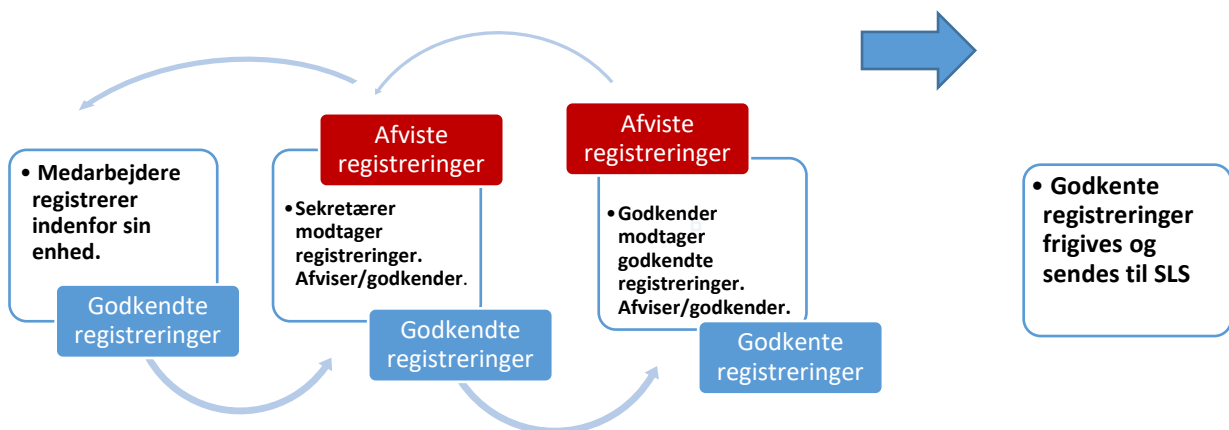 • Medarbejdere
registrerer
indenfor sin
enhed.
Godkendte
registreringer
Afviste
registreringer
• Sekretærer
modtager
registreringer.
Afviser/godkender.
Godkendte
registreringer
Afviste
registreringer
• Godkender
modtager
godkendte
registreringer.
Afviser/godkender.
Godkente
registreringer
• Godkente
registreringer
frigives og
sendes til SLS